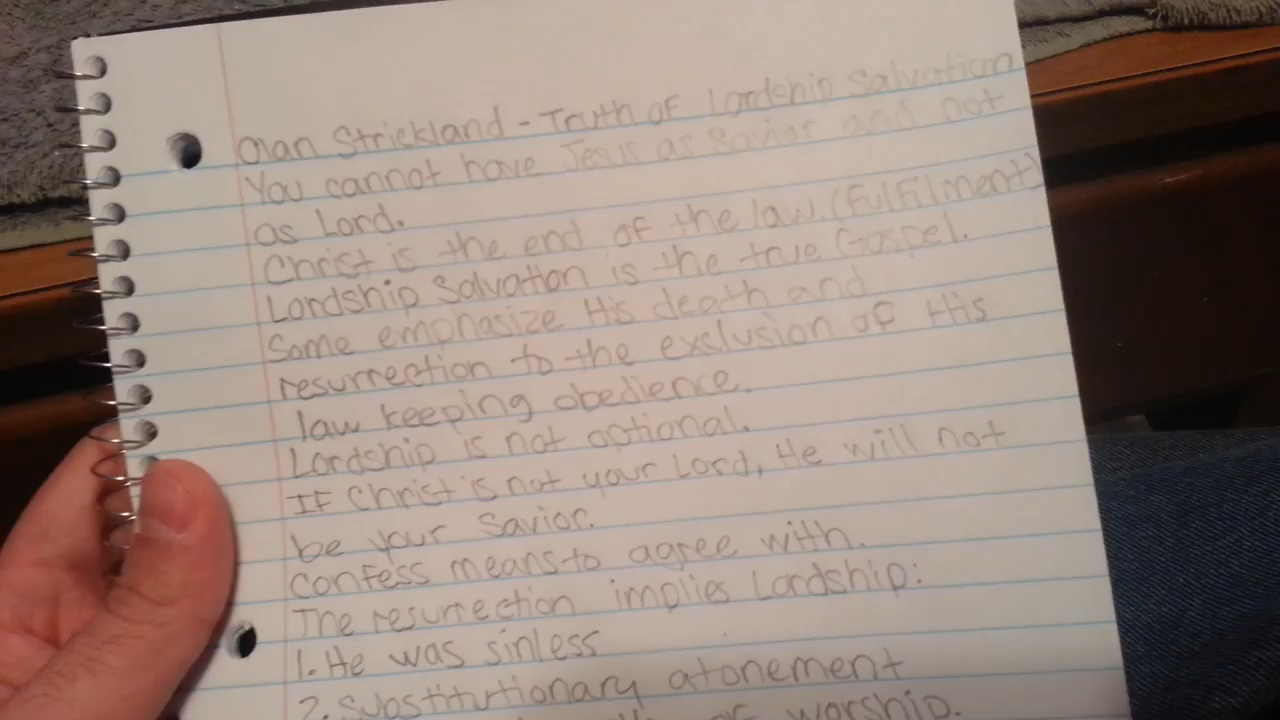 Olan Strickland - Truth of Lordship Salvation
You cannot have Jesus as Savior and not
as Lord.
Christ is the end of the law. (Fulfilment)
Lordship Salvation is the true Gospel.
Some emphasize His death and
resurrection to the exclusion of His
law keeping obedience.
Lordship is not optional.
If Christ is not your Lord, He will not
be your Savior.
Confess means to agree with.
The resurrection implies Lordship:
1. He was sinless
2. Substitutionary atonement
of worship.